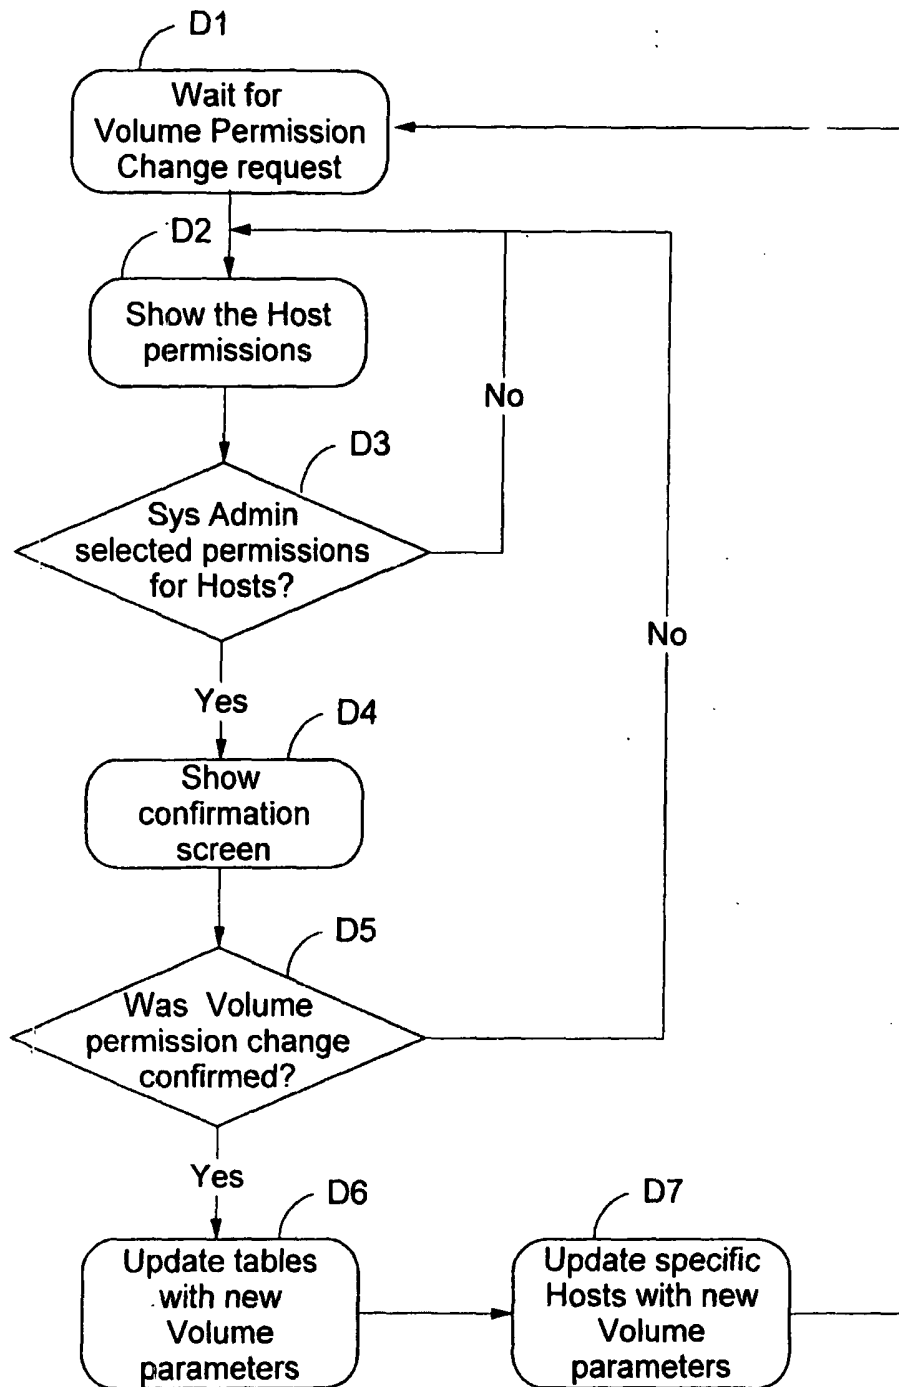 D1
Wait for
Volume Permission
Change request
D2
Show the Host
permissions
No
D3
Sys Admin
selected permissions
for Hosts?
No
Yes
D4
Show
confirmation
screen
D5
Was Volume
permission change
confirmed?
Yes
D6
Update tables
with new
Volume
parameters
D7
Update specific
Hosts with new
Volume
parameters